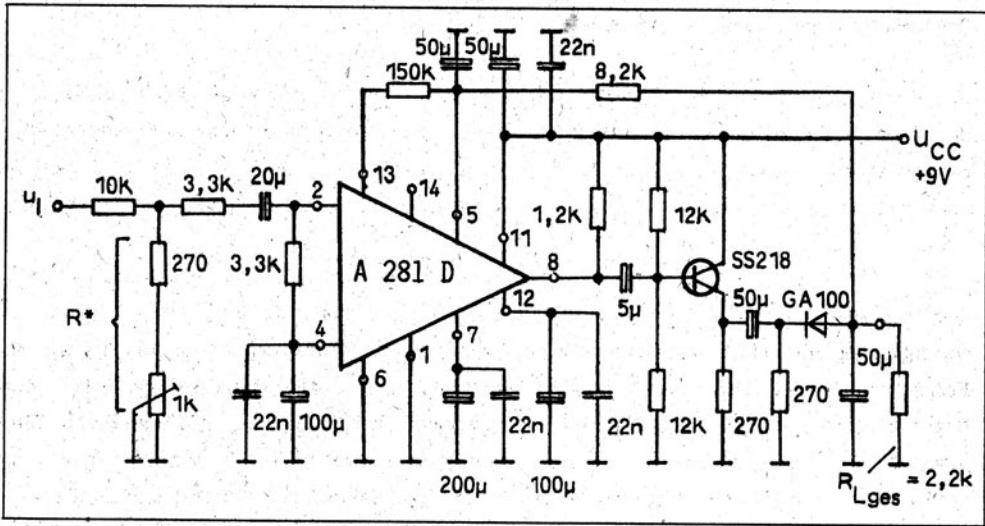 50µ 50µ 22n
150k 8,2k
U_CC
+9V
13
14
10k 3,3k 20µ 2
u_I
5
11
1,2k 12k
270 3,3k
A 281 D
8
SS218
R*
12
5µ
50µ GA100
4
7
50µ
1k
6
1
22n 100µ
22n
22n
12k
270
270
200µ 100µ
R_Lges = 2,2k